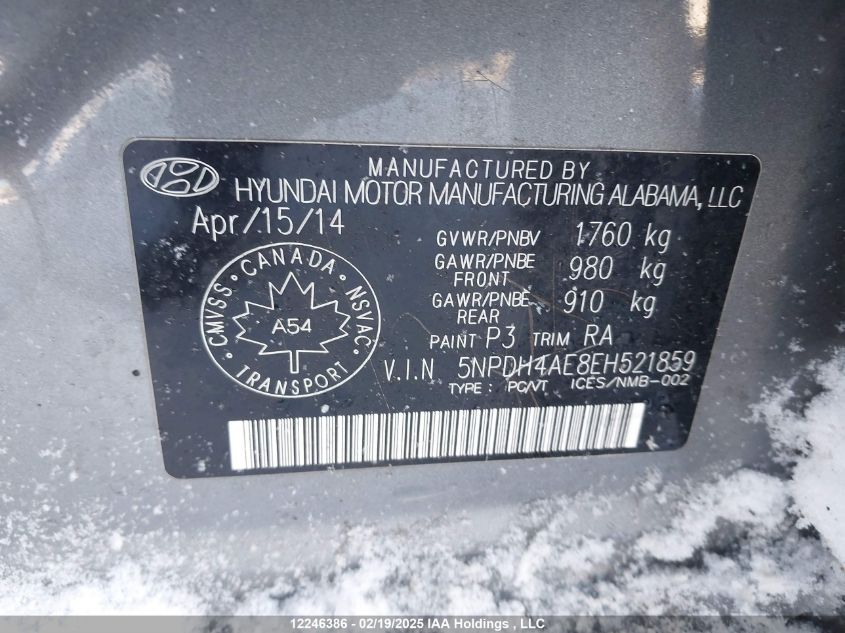 MANUFACTURED BY
HYUNDAI MOTOR MANUFACTURING ALABAMA, LLC
Apr/15/14
GVWR/PNBV 1760 kg
GAWR/PNBE FRONT 980 kg
GAWR/PNBE REAR 910 kg
PAINT P3 TRIM RA
V.I.N 5NPDH4AE8EH521859
TYPE : PC/VT ICES/NMB-002
CMVSS · CANADA · NSVAC · TRANSPORT ·
A54
12246386 - 02/19/2025 IAA Holdings , LLC